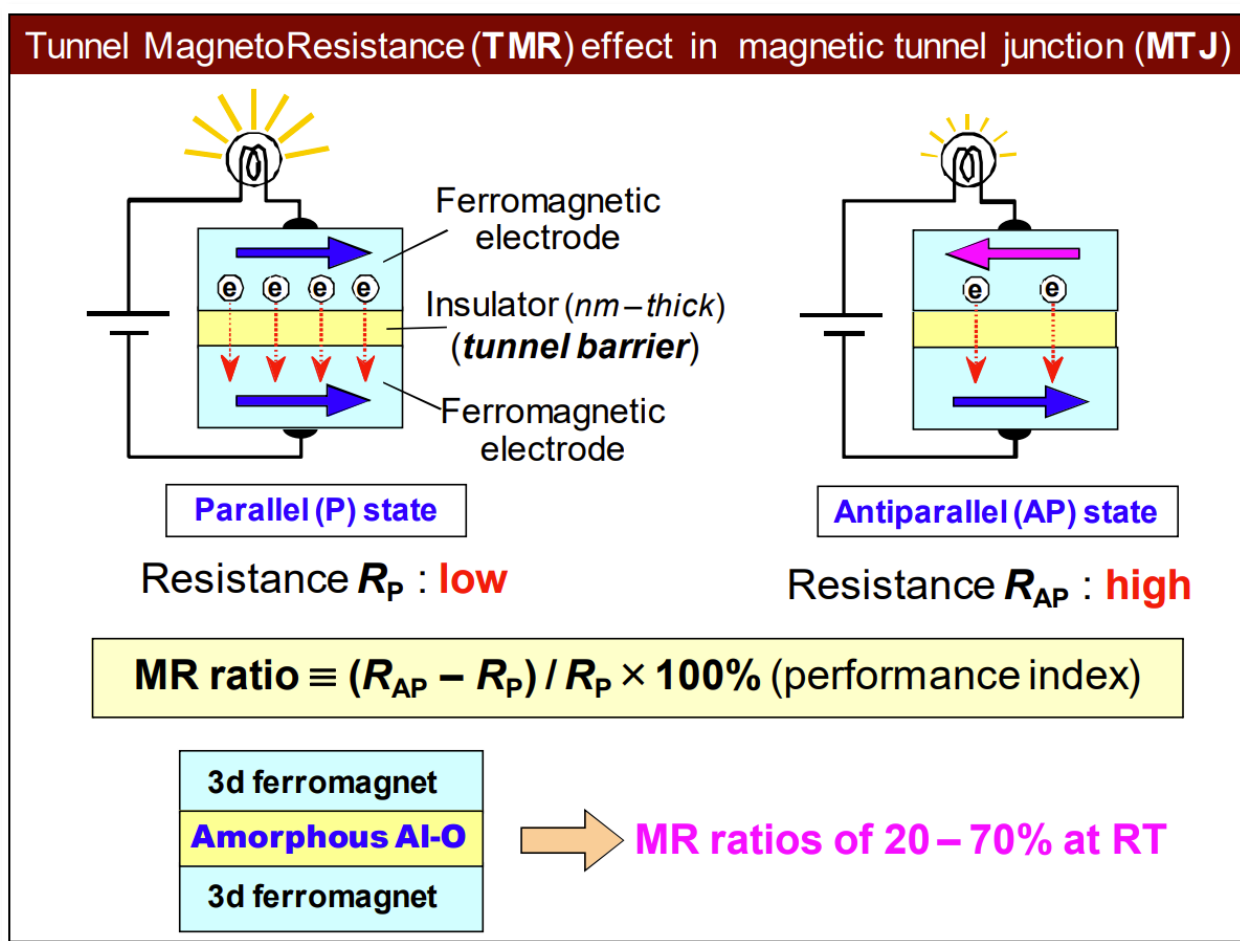 Tunnel MagnetoResistance (TMR) effect in magnetic tunnel junction (MTJ)
Ferromagnetic
electrode
e e e e
Insulator (nm–thick)
(tunnel barrier)
Ferromagnetic
electrode
e e
Parallel (P) state
Antiparallel (AP) state
Resistance RP : low
Resistance RAP : high
MR ratio ≡ (RAP – RP) / RP × 100% (performance index)
3d ferromagnet
Amorphous Al-O
3d ferromagnet
MR ratios of 20 – 70% at RT